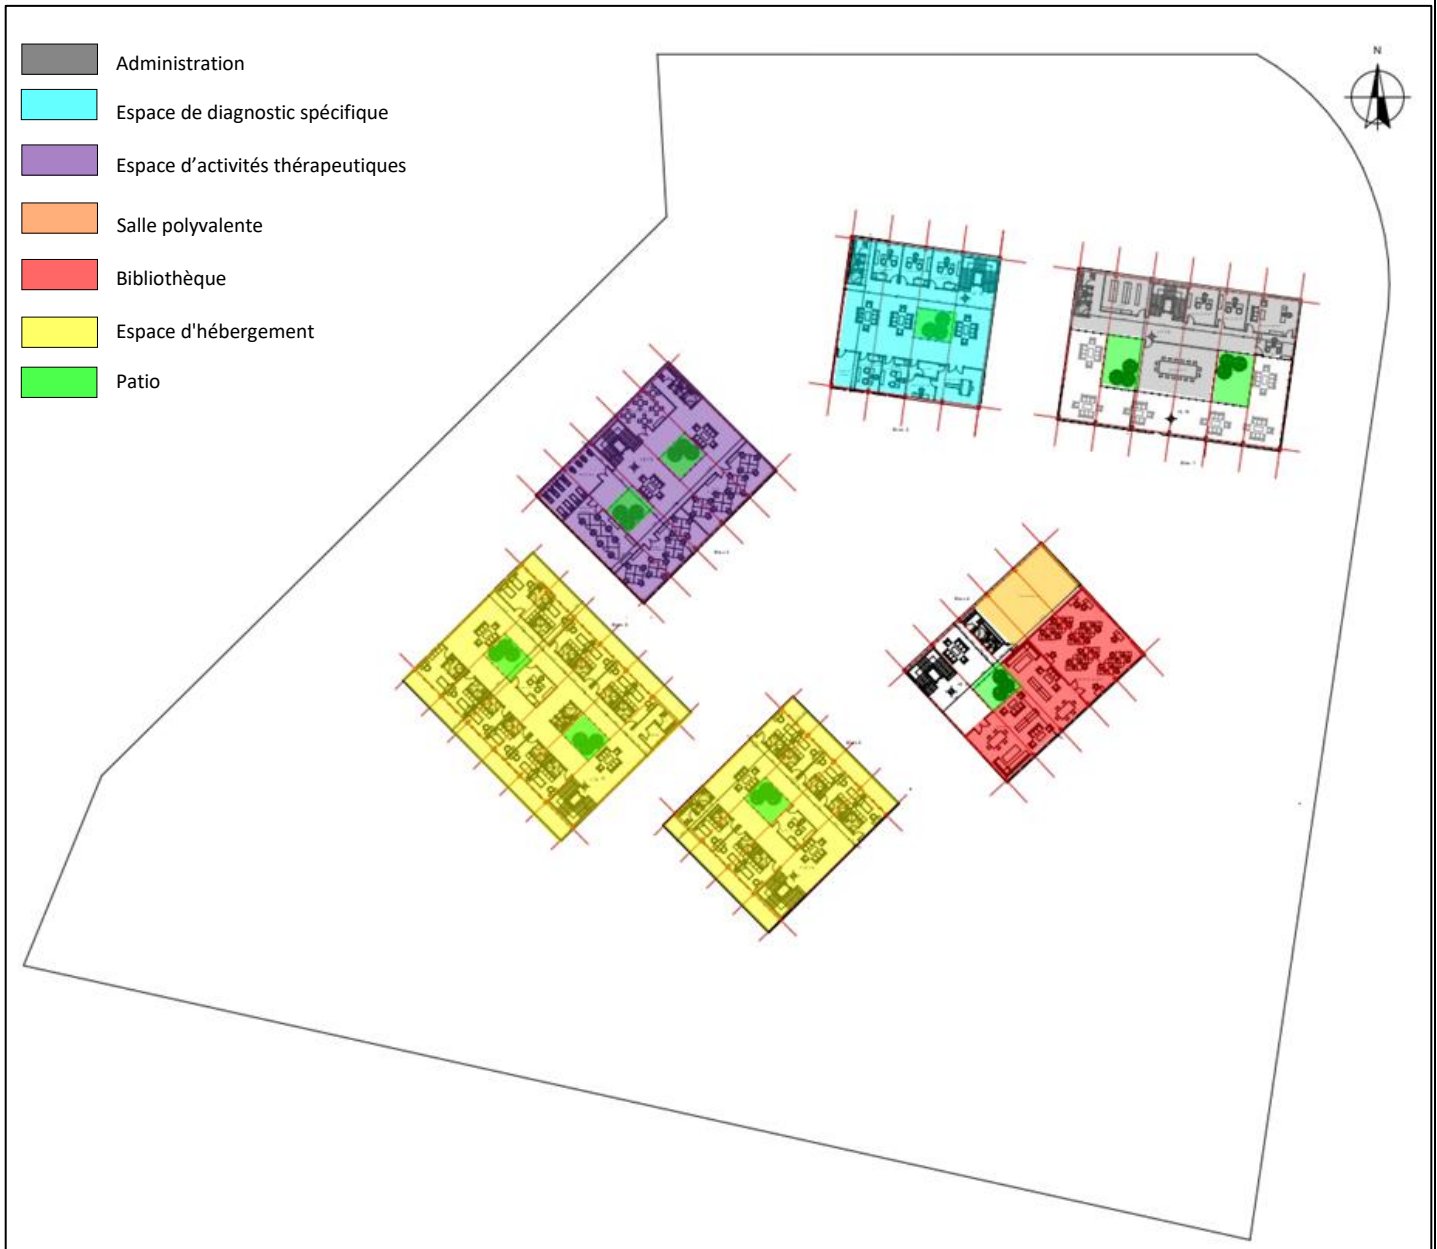 N
Administration
Espace de diagnostic spécifique
Espace d’activités thérapeutiques
Salle polyvalente
Bibliothèque
Espace d'hébergement
Patio